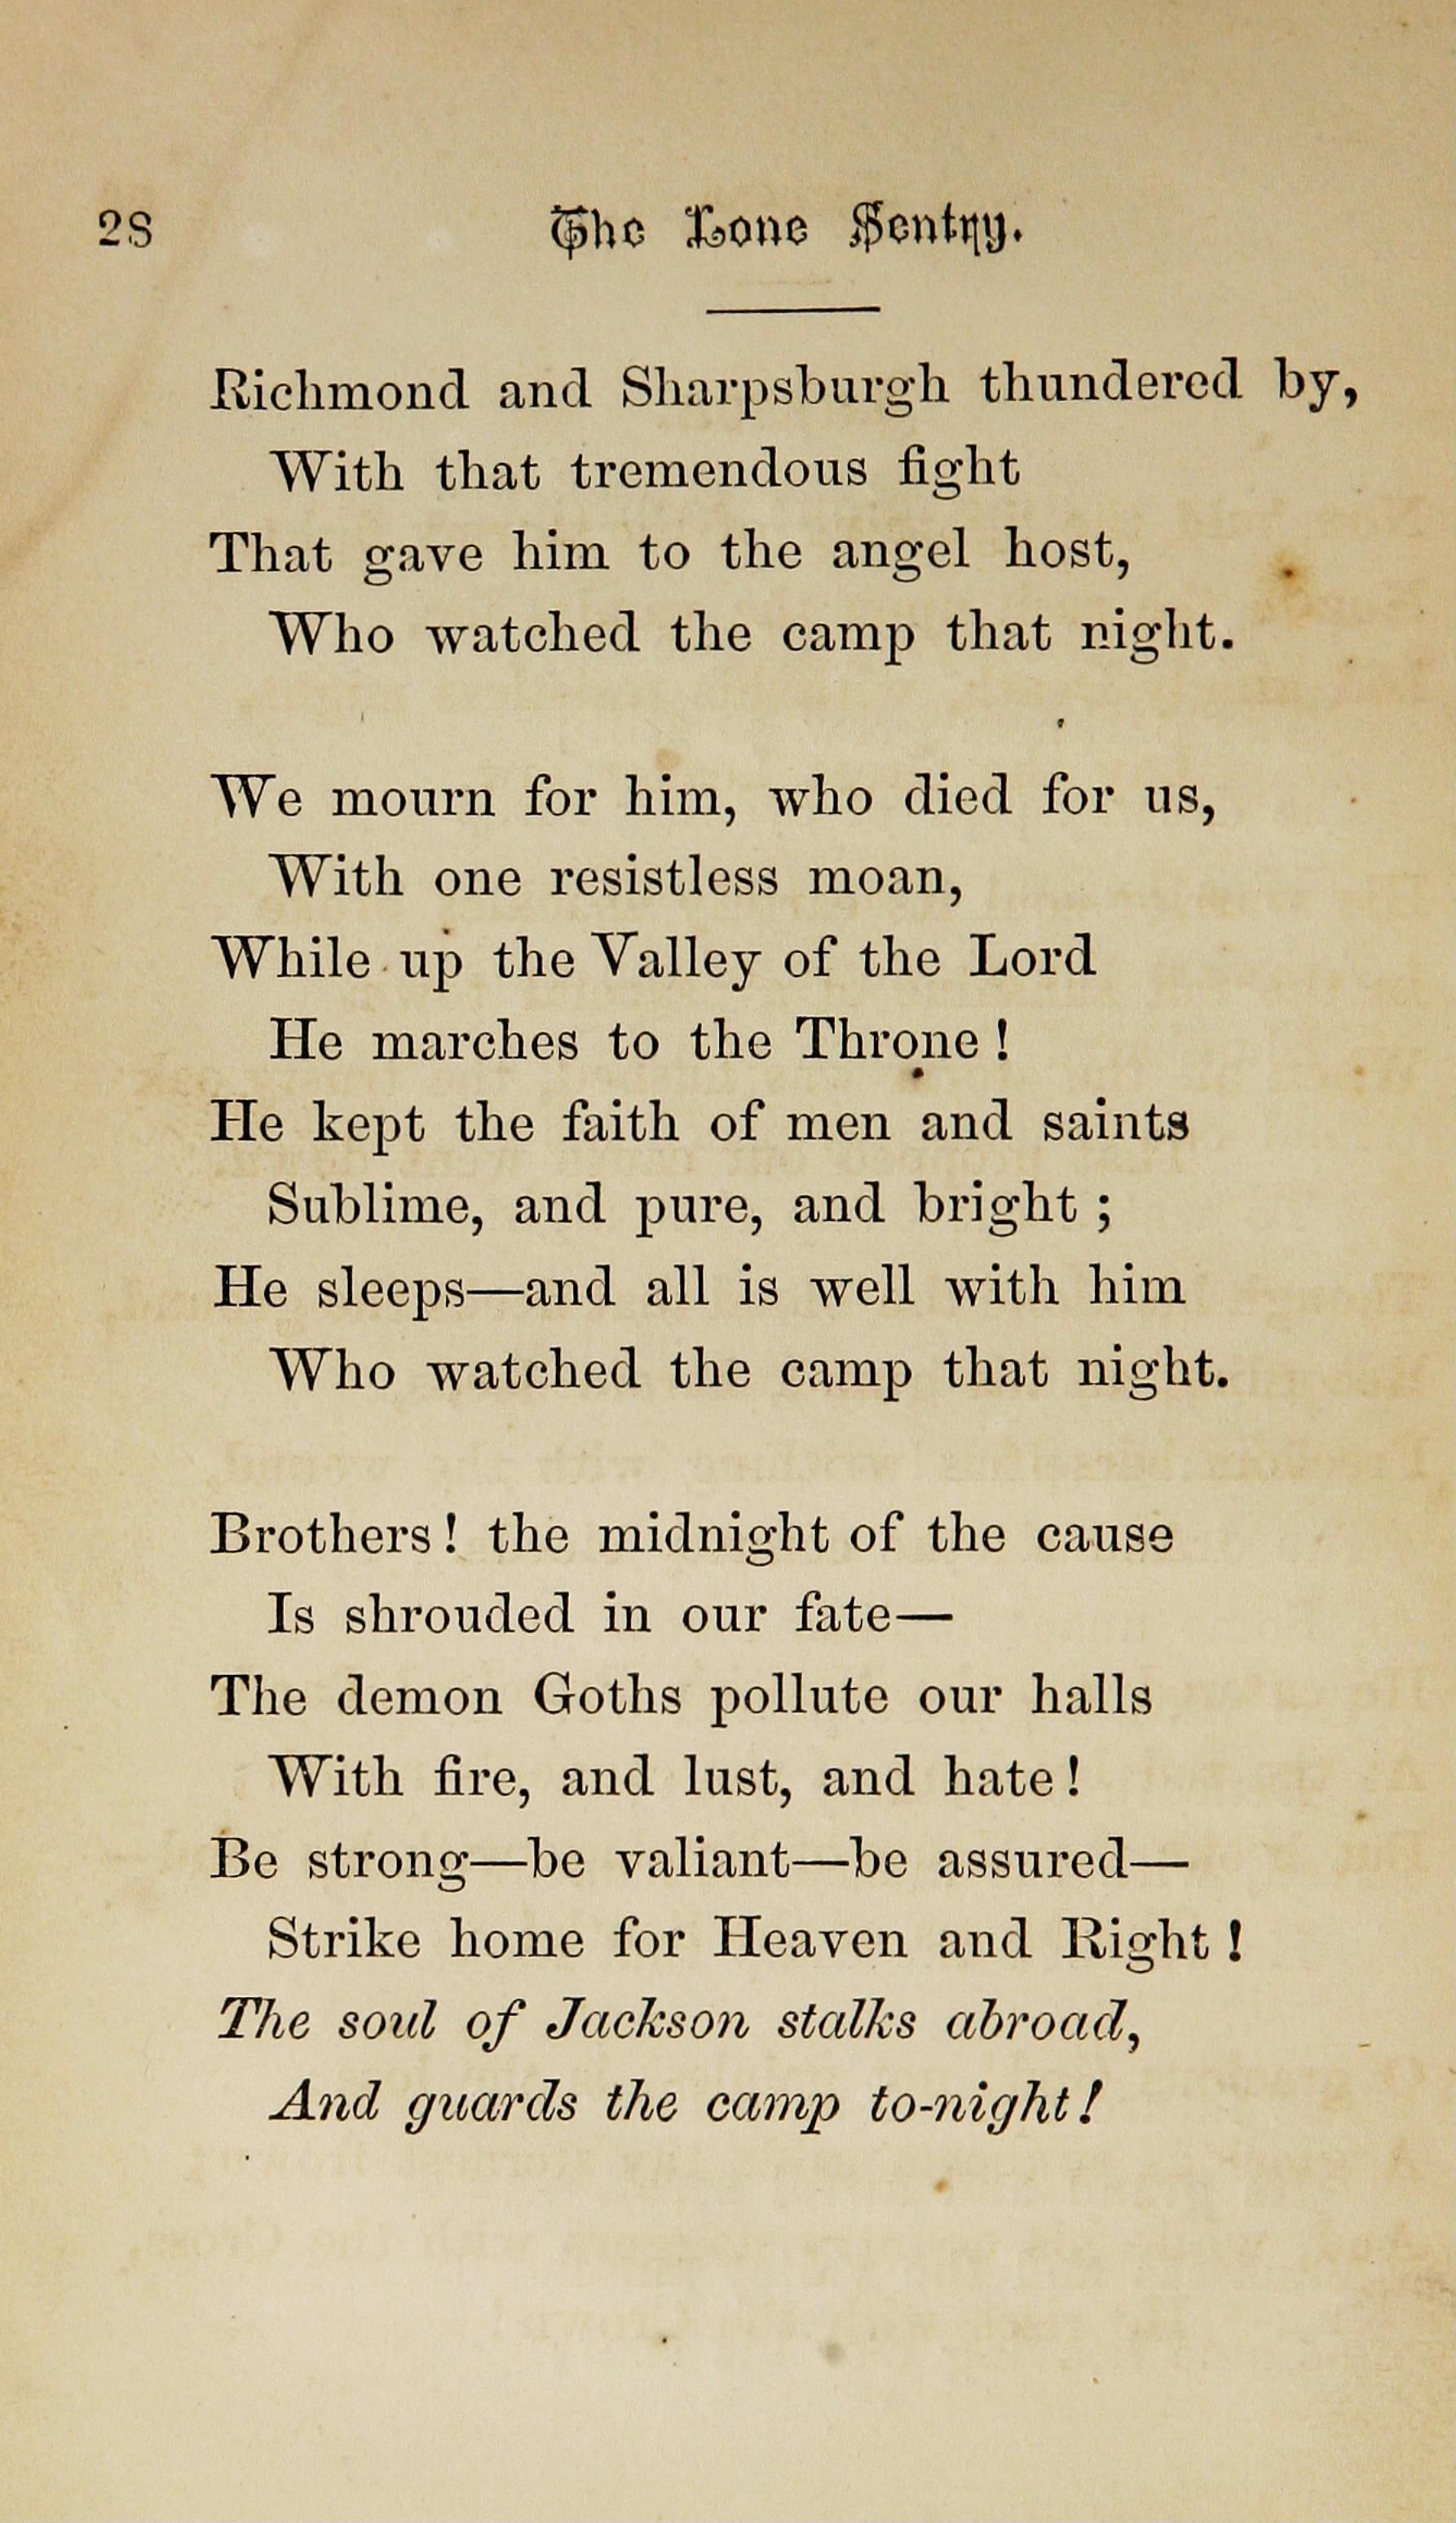 28 The Lone Sentry.
Richmond and Sharpsburgh thundered by,
With that tremendous fight
That gave him to the angel host,
Who watched the camp that night.
We mourn for him, who died for us,
With one resistless moan,
While up the Valley of the Lord
He marches to the Throne!
He kept the faith of men and saints
Sublime, and pure, and bright;
He sleeps—and all is well with him
Who watched the camp that night.
Brothers! the midnight of the cause
Is shrouded in our fate—
The demon Goths pollute our halls
With fire, and lust, and hate!
Be strong—be valiant—be assured—
Strike home for Heaven and Right!
The soul of Jackson stalks abroad,
And guards the camp to-night!